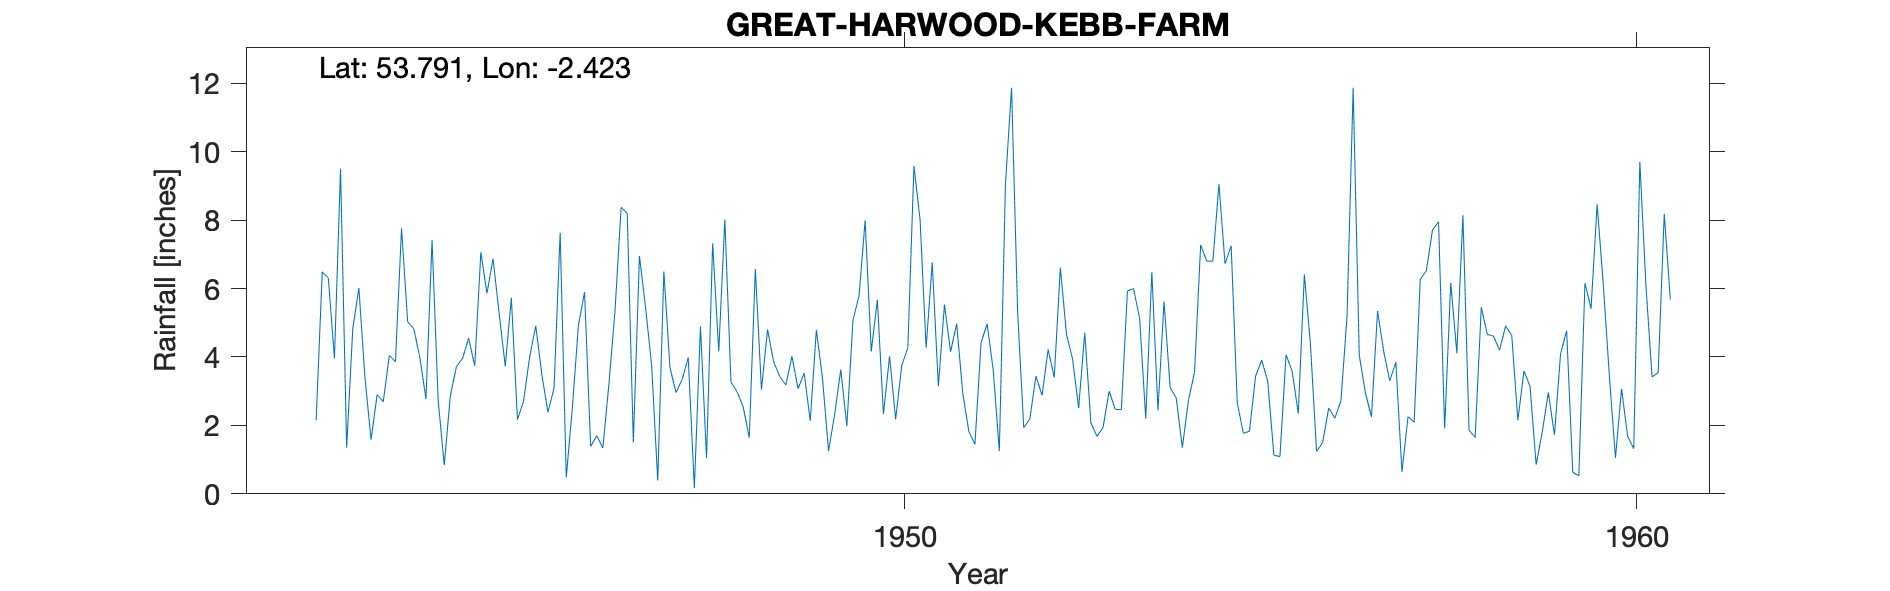 GREAT-HARWOOD-KEBB-FARM
Lat: 53.791, Lon: -2.423
12
10
8
6
4
2
0
Rainfall [inches]
1950 1960
Year